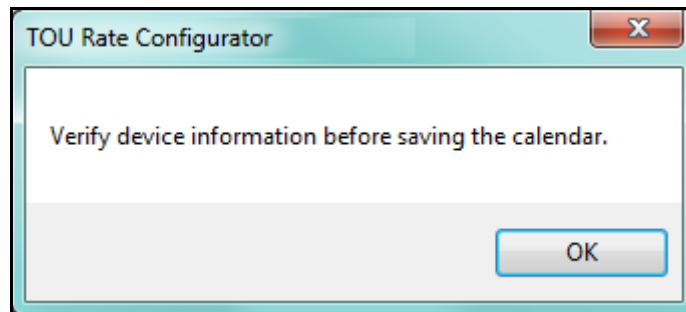 TOU Rate Configurator
Verify device information before saving the calendar.
OK